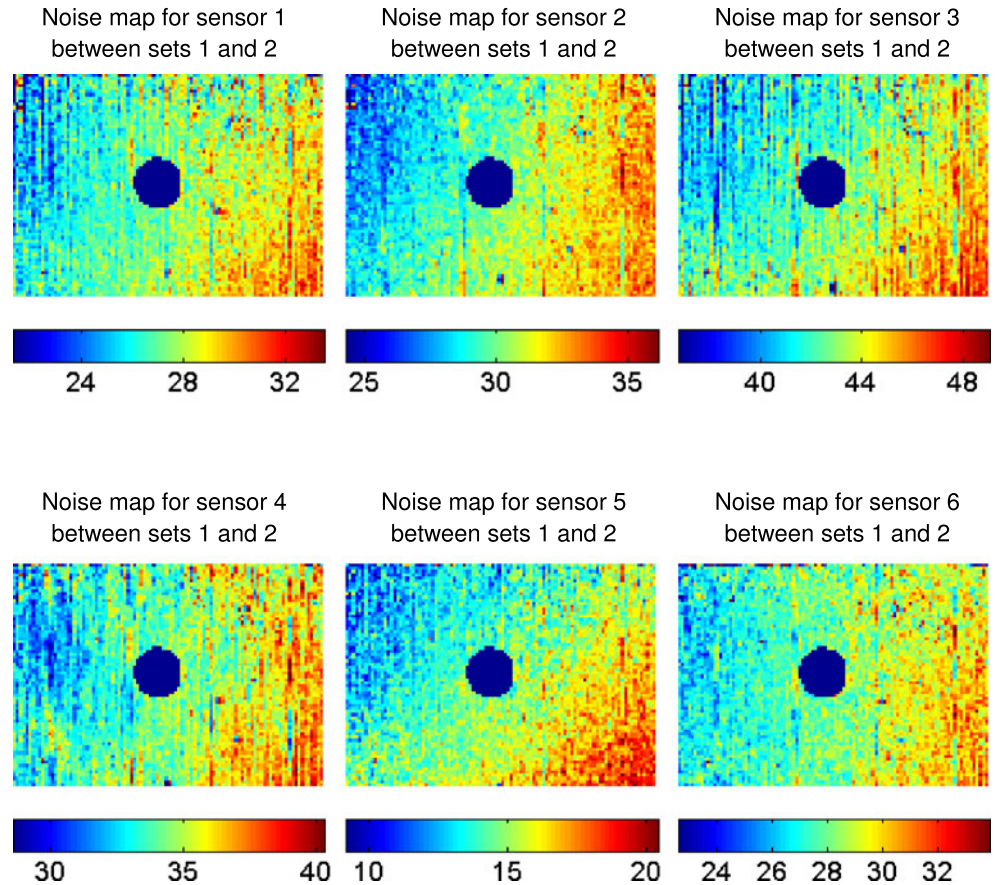 Noise map for sensor 1
between sets 1 and 2
Noise map for sensor 2
between sets 1 and 2
Noise map for sensor 3
between sets 1 and 2
24 28 32
25 30 35
40 44 48
Noise map for sensor 4
between sets 1 and 2
Noise map for sensor 5
between sets 1 and 2
Noise map for sensor 6
between sets 1 and 2
30 35 40
10 15 20
24 26 28 30 32